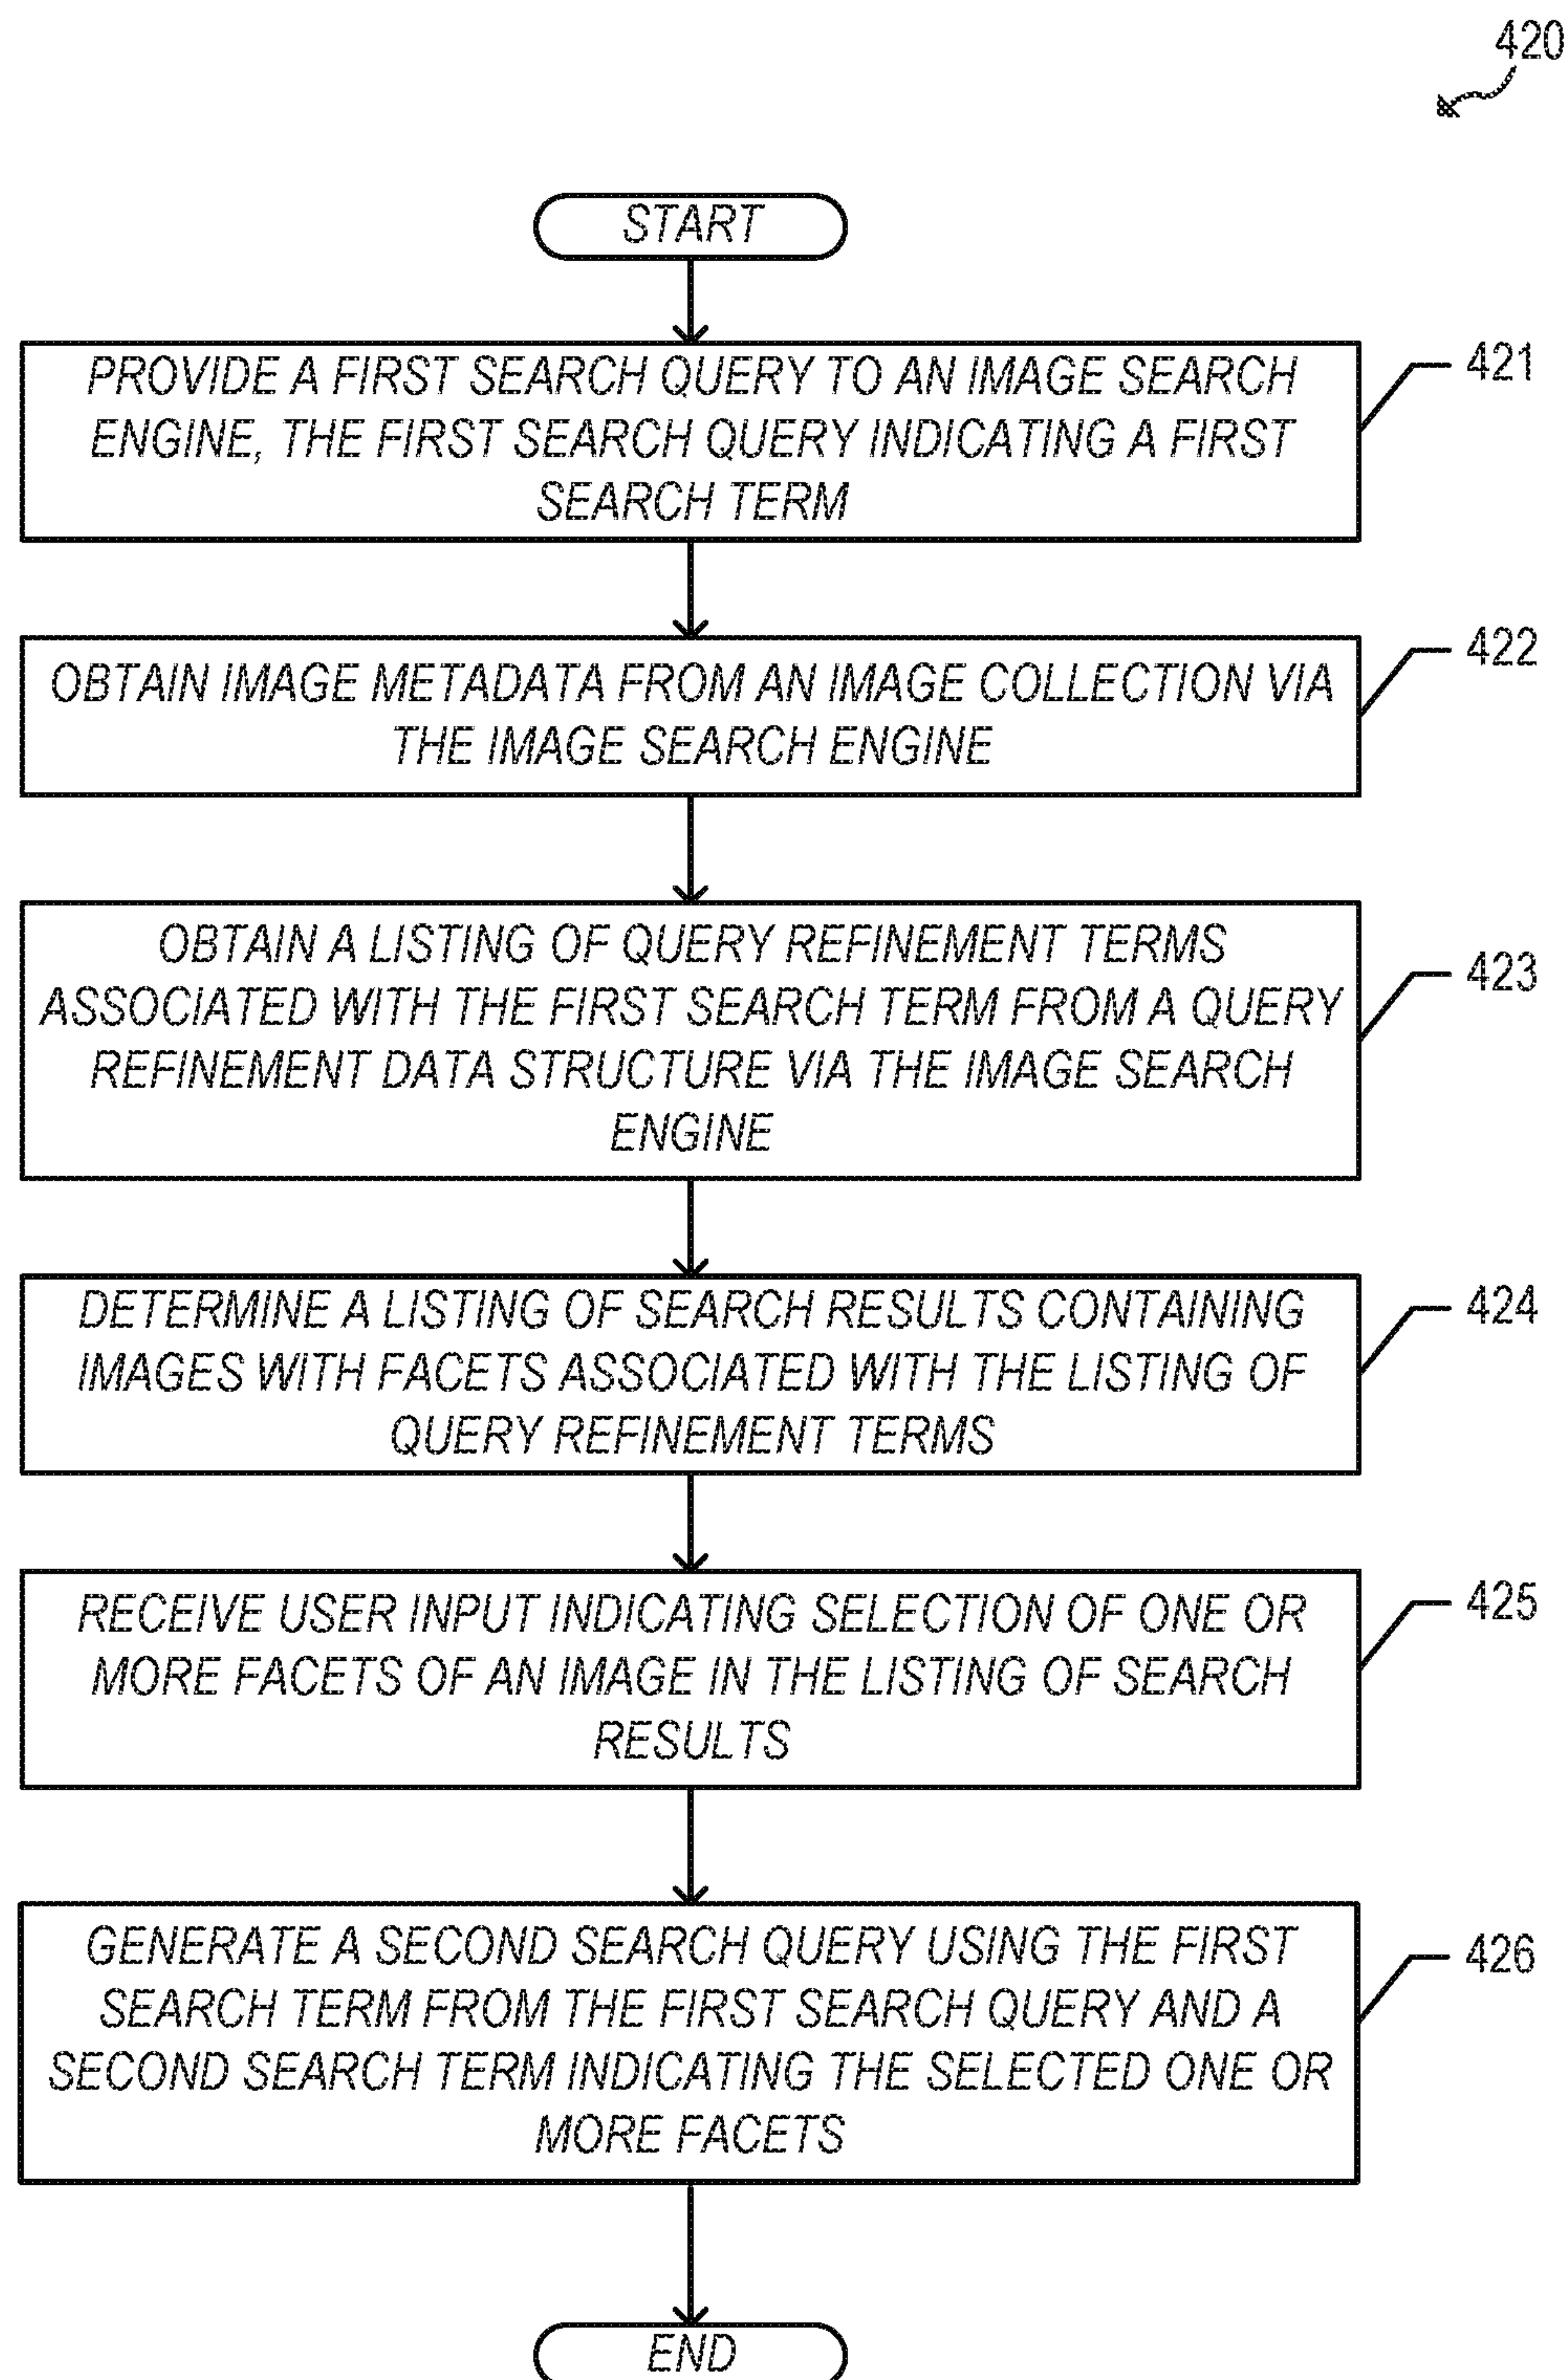 420
START
PROVIDE A FIRST SEARCH QUERY TO AN IMAGE SEARCH
ENGINE, THE FIRST SEARCH QUERY INDICATING A FIRST
SEARCH TERM
421
OBTAIN IMAGE METADATA FROM AN IMAGE COLLECTION VIA
THE IMAGE SEARCH ENGINE
422
OBTAIN A LISTING OF QUERY REFINEMENT TERMS
ASSOCIATED WITH THE FIRST SEARCH TERM FROM A QUERY
REFINEMENT DATA STRUCTURE VIA THE IMAGE SEARCH
ENGINE
423
DETERMINE A LISTING OF SEARCH RESULTS CONTAINING
IMAGES WITH FACETS ASSOCIATED WITH THE LISTING OF
QUERY REFINEMENT TERMS
424
RECEIVE USER INPUT INDICATING SELECTION OF ONE OR
MORE FACETS OF AN IMAGE IN THE LISTING OF SEARCH
RESULTS
425
GENERATE A SECOND SEARCH QUERY USING THE FIRST
SEARCH TERM FROM THE FIRST SEARCH QUERY AND A
SECOND SEARCH TERM INDICATING THE SELECTED ONE OR
MORE FACETS
426
END